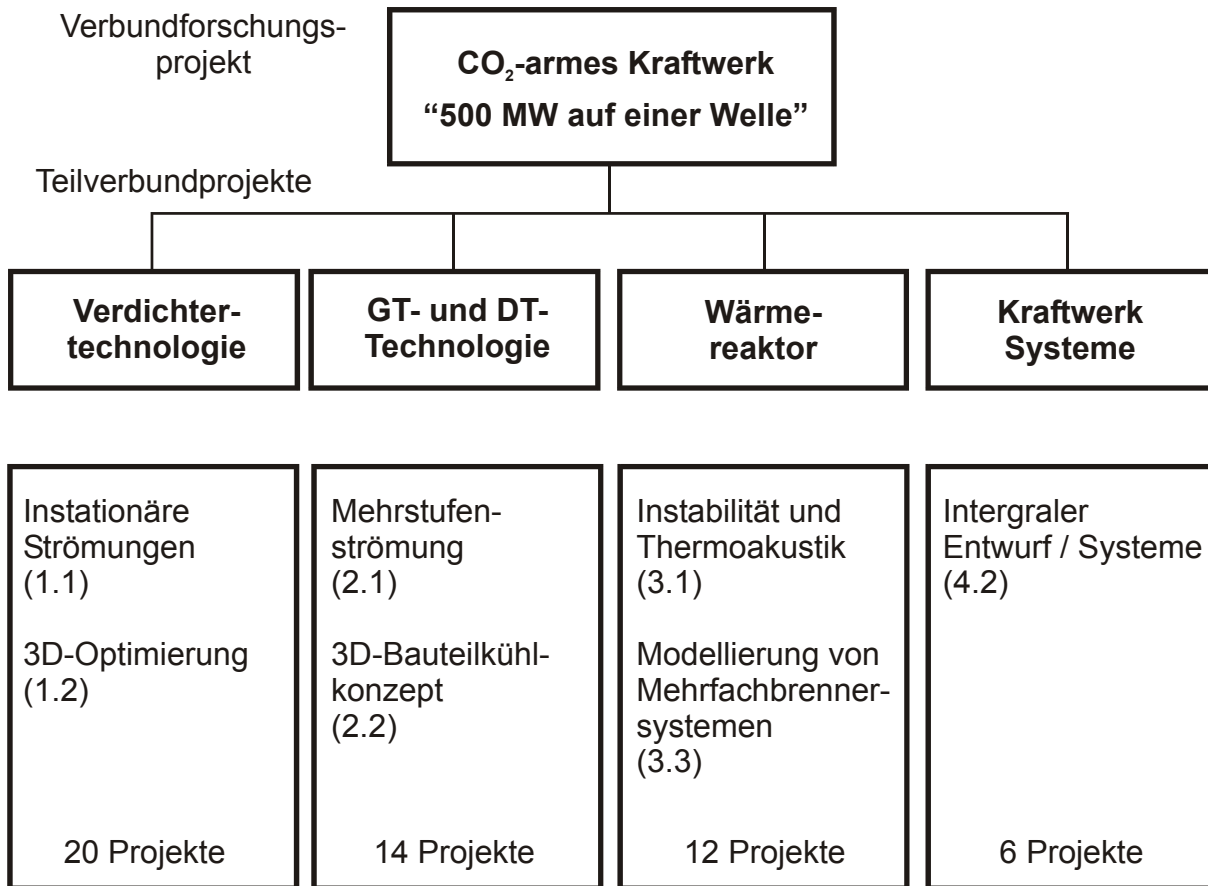 Verbundforschungs-
projekt
CO₂-armes Kraftwerk
“500 MW auf einer Welle”
Teilverbundprojekte
Verdichter-
technologie
GT- und DT-
Technologie
Wärme-
reaktor
Kraftwerk
Systeme
Instationäre
Strömungen
(1.1)
3D-Optimierung
(1.2)
20 Projekte
Mehrstufen-
strömung
(2.1)
3D-Bauteilkühl-
konzept
(2.2)
14 Projekte
Instabilität und
Thermoakustik
(3.1)
Modellierung von
Mehrfachbrenner-
systemen
(3.3)
12 Projekte
Intergraler
Entwurf / Systeme
(4.2)
6 Projekte